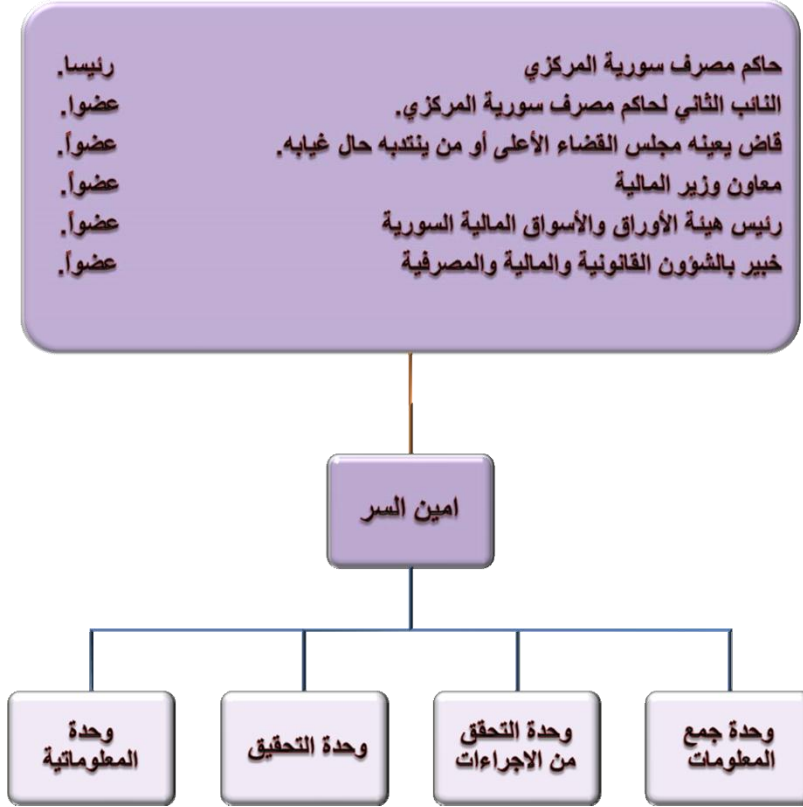 حاكم مصرف سورية المركزي رئيسا.
النائب الثاني لحاكم مصرف سورية المركزي. عضوا.
قاض يعينه مجلس القضاء الأعلى أو من ينتدبه حال غيابه. عضواً.
معاون وزير المالية عضواً.
رئيس هيئة الأوراق والأسواق المالية السورية عضواً.
خبير بالشؤون القانونية والمالية والمصرفية عضواً.
امين السر
وحدة جمع
المعلومات
وحدة التحقق
من الاجراءات
وحدة التحقيق
وحدة
المعلوماتية